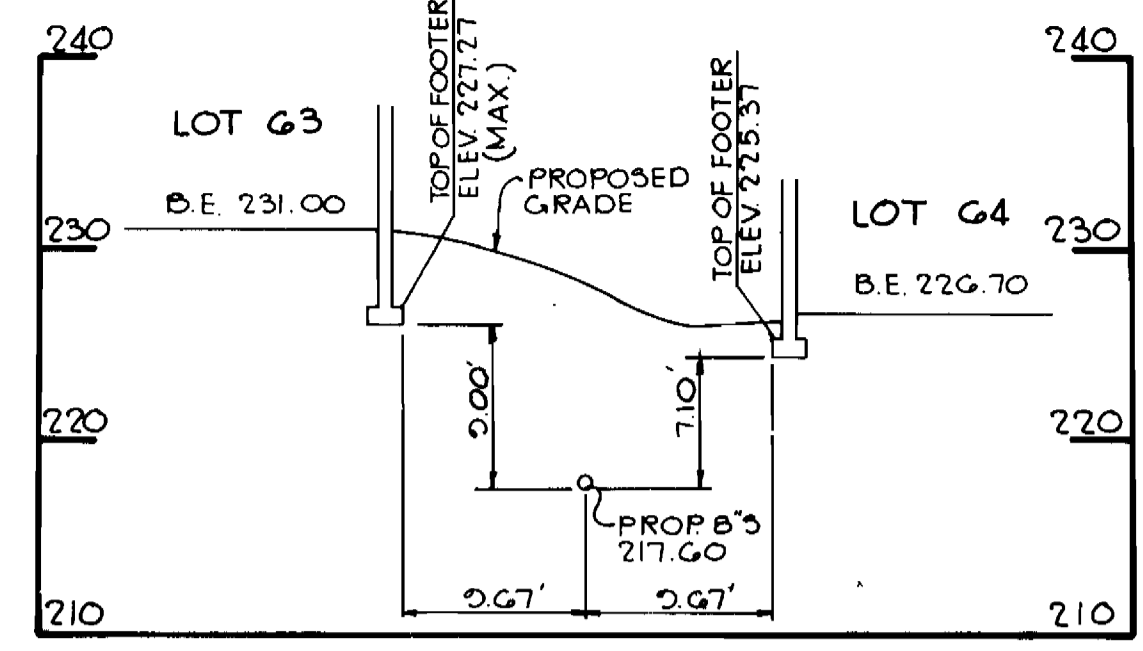 240
240
TOP OF FOOTER
ELEV. 227.27
(MAX.)
TOP OF FOOTER
ELEV. 225.37
LOT 63
PROPOSED
GRADE
B.E. 231.00
LOT 64
230
230
B.E. 226.70
9.00'
7.10'
220
220
PROP. 8"S
217.60
9.67'
9.67'
210
210